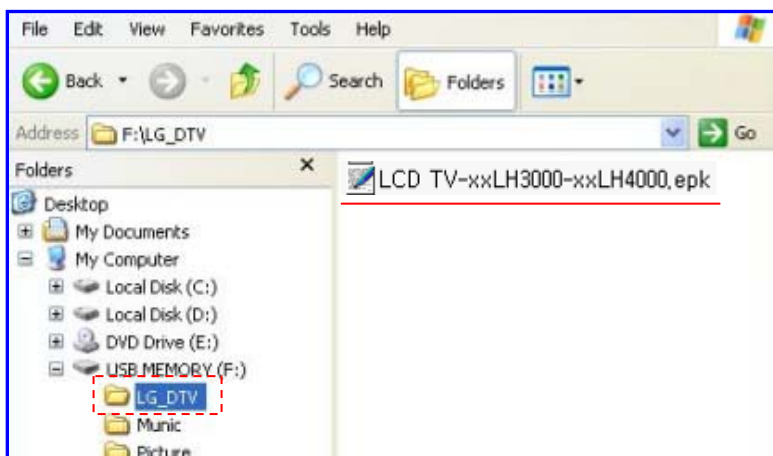 File Edit View Favorites Tools Help
Back Search Folders
Address F:\LG_DTV Go
Folders
LCD TV-xxLH3000-xxLH4000.epk
Desktop
My Documents
My Computer
Local Disk (C:)
Local Disk (D:)
DVD Drive (E:)
USB MEMORY (F:)
LG_DTV
Munic
Picture